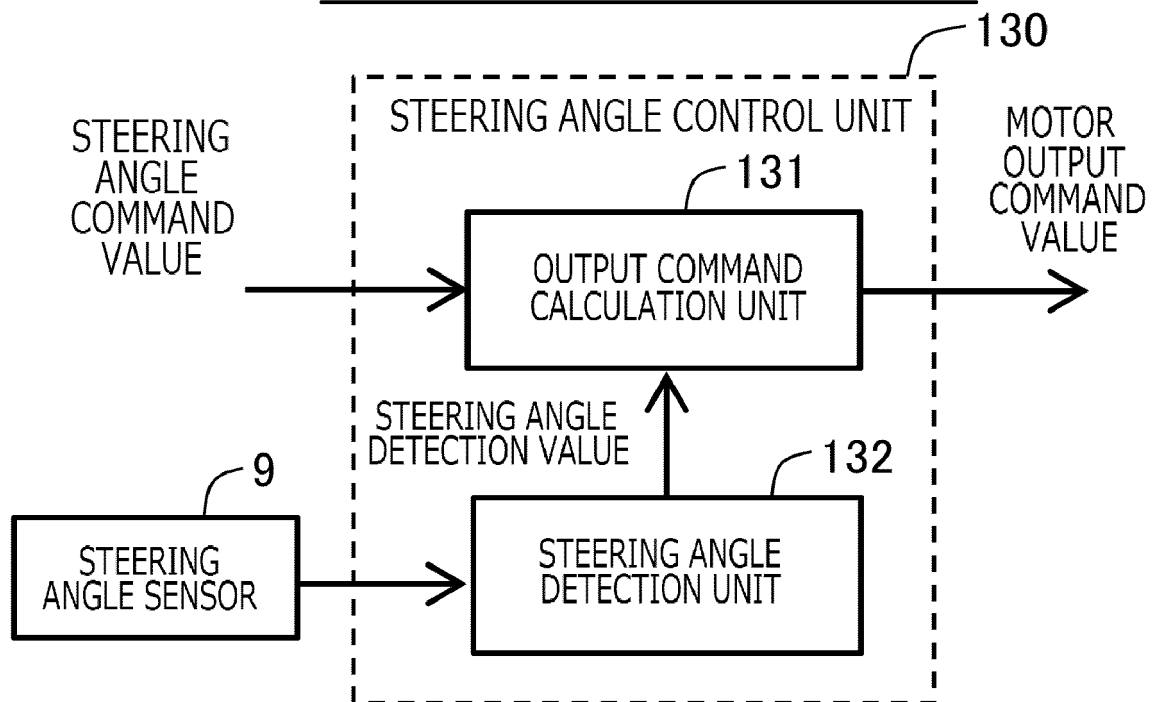 130
STEERING ANGLE CONTROL UNIT
STEERING
ANGLE
COMMAND
VALUE
MOTOR
OUTPUT
COMMAND
VALUE
131
OUTPUT COMMAND
CALCULATION UNIT
STEERING ANGLE
DETECTION VALUE
132
9
STEERING
ANGLE SENSOR
STEERING ANGLE
DETECTION UNIT